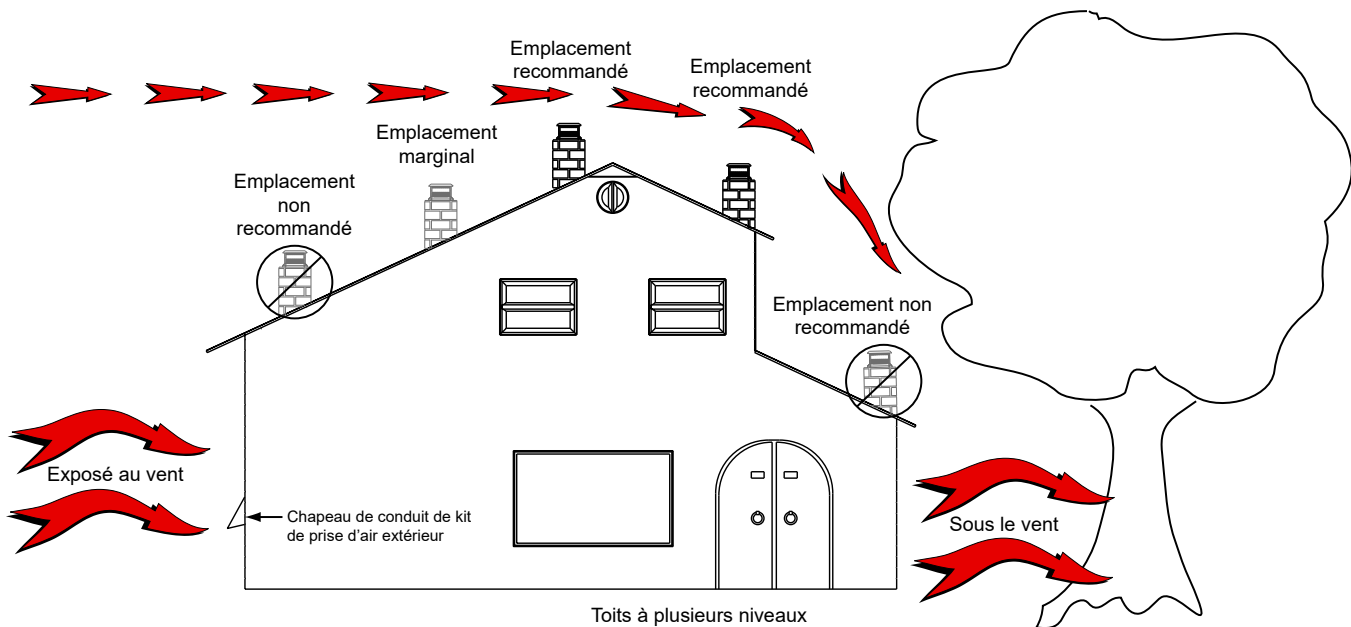 Emplacement
recommandé
Emplacement
recommandé
Emplacement
marginal
Emplacement
non
recommandé
Emplacement non
recommandé
Exposé au vent
Chapeau de conduit de kit
de prise d'air extérieur
Sous le vent
Toits à plusieurs niveaux